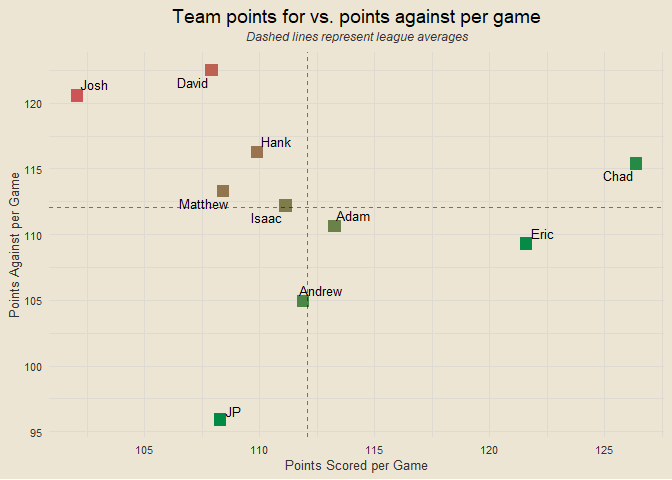 Team points for vs. points against per game
Dashed lines represent league averages
Points Against per Game
120
115
110
105
100
95
Josh
David
Hank
Chad
Matthew
Isaac
Adam
Eric
Andrew
JP
105
110
115
120
125
Points Scored per Game